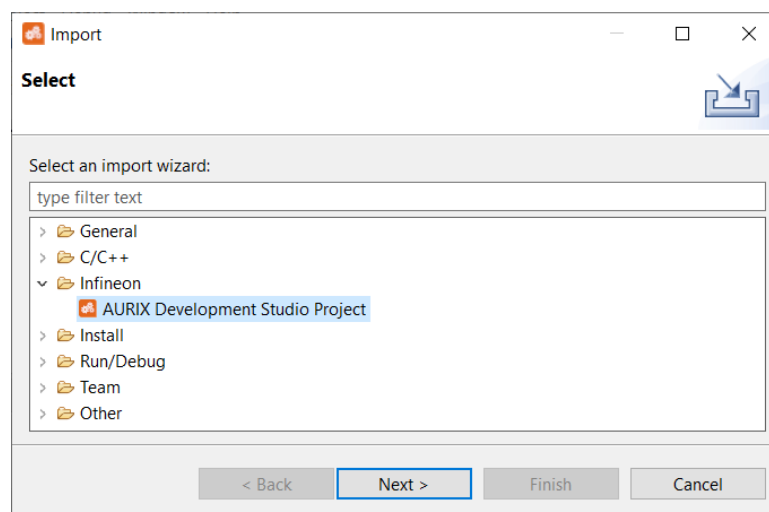 Import
Select
Select an import wizard:
type filter text
General
C/C++
Infineon
AURIX Development Studio Project
Install
Run/Debug
Team
Other
< Back Next > Finish Cancel